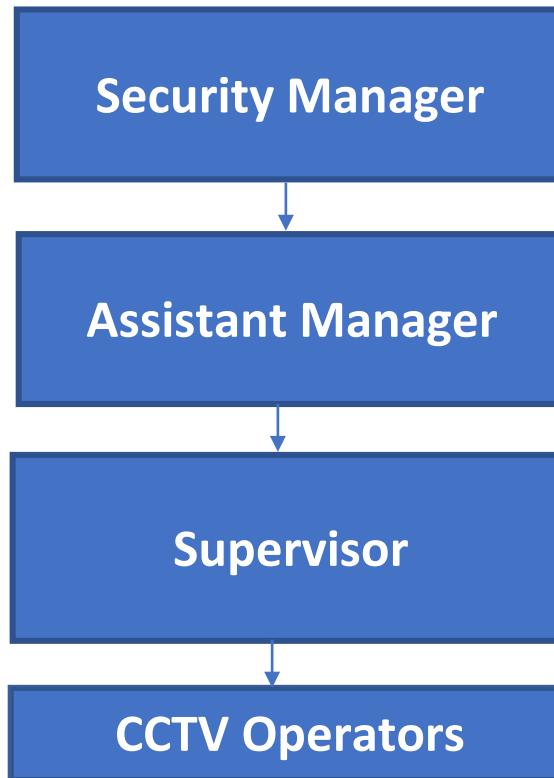 Security Manager
Assistant Manager
Supervisor
CCTV Operators